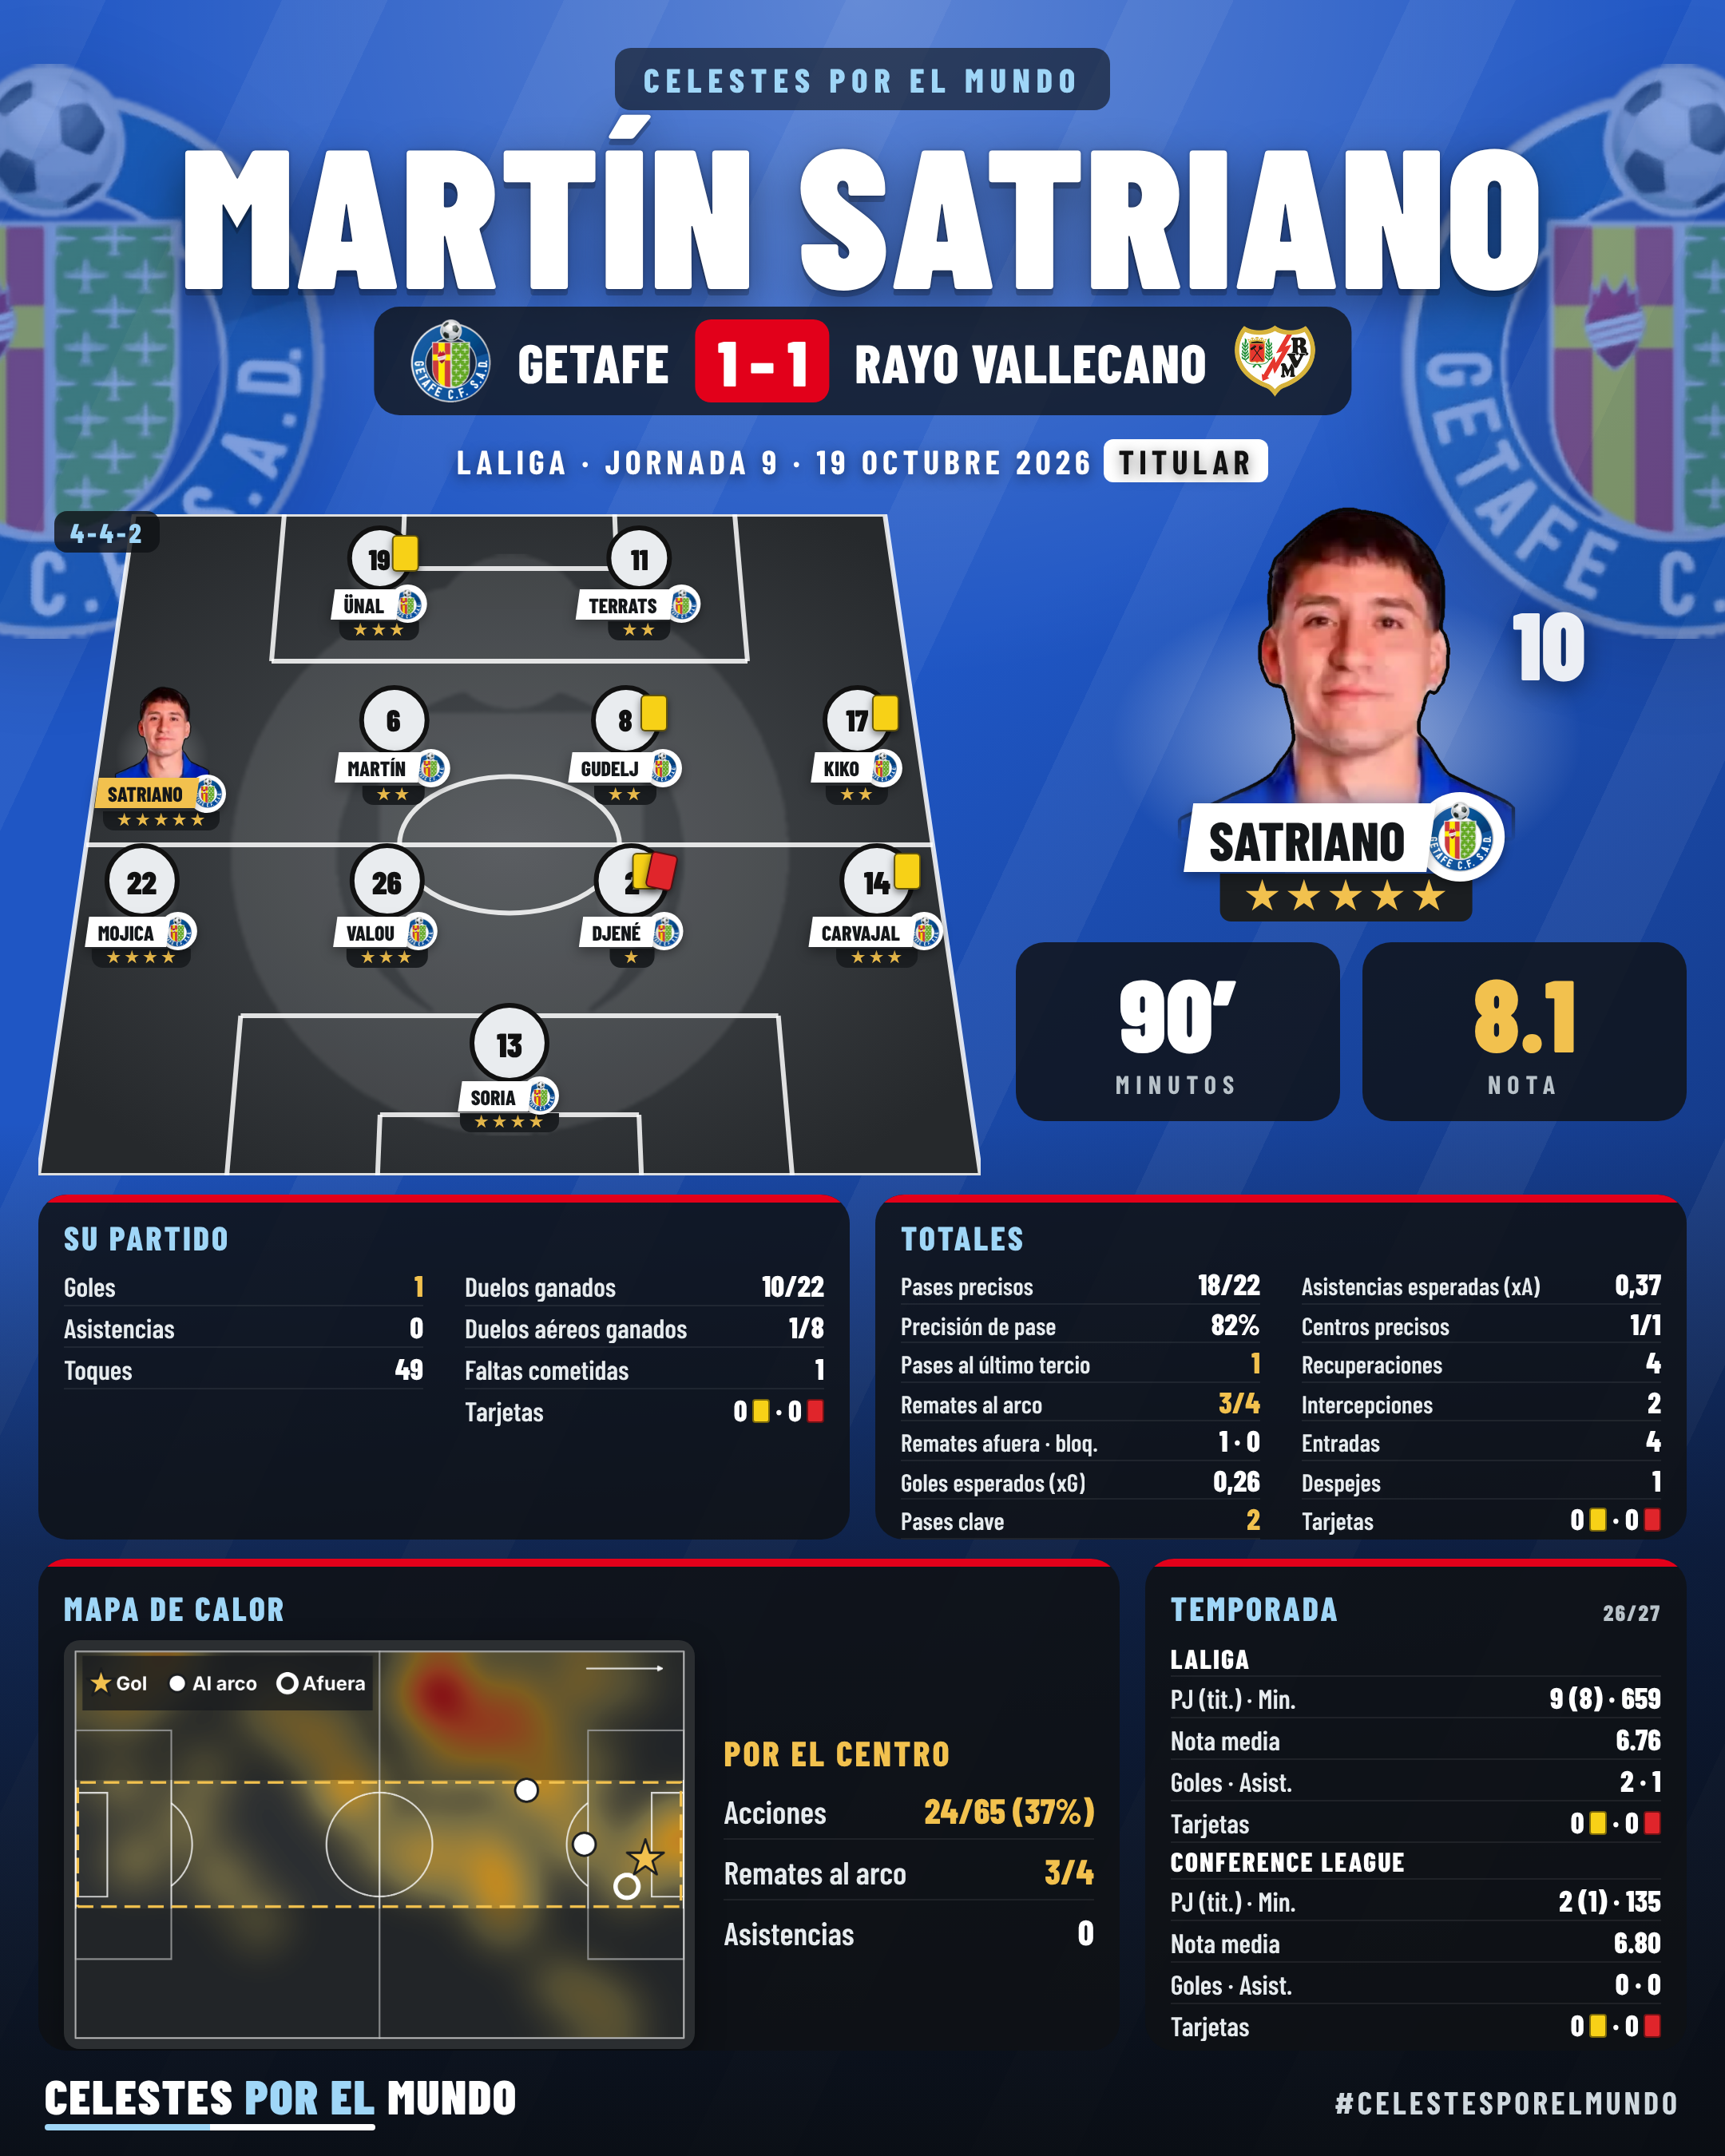 CELESTES POR EL MUNDO
MARTÍN SATRIANO
GETAFE 1-1 RAYO VALLECANO
LALIGA · JORNADA 9 · 19 OCTUBRE 2026 TITULAR
4-4-2
19
ÜNAL
11
TERRATS
SATRIANO
6
MARTÍN
8
GUDELJ
17
KIKO
22
MOJICA
26
VALOU
2
DJENÉ
14
CARVAJAL
13
SORIA
10
SATRIANO
90’
MINUTOS
8.1
NOTA
SU PARTIDO
Goles 1
Asistencias 0
Toques 49
Duelos ganados 10/22
Duelos aéreos ganados 1/8
Faltas cometidas 1
Tarjetas 0 · 0
TOTALES
Pases precisos 18/22
Precisión de pase 82%
Pases al último tercio 1
Remates al arco 3/4
Remates afuera · bloq. 1 · 0
Goles esperados (xG) 0,26
Pases clave 2
Asistencias esperadas (xA) 0,37
Centros precisos 1/1
Recuperaciones 4
Intercepciones 2
Entradas 4
Despejes 1
Tarjetas 0 · 0
MAPA DE CALOR
Gol Al arco Afuera
POR EL CENTRO
Acciones 24/65 (37%)
Remates al arco 3/4
Asistencias 0
TEMPORADA 26/27
LALIGA
PJ (tit.) · Min. 9 (8) · 659
Nota media 6.76
Goles · Asist. 2 · 1
Tarjetas 0 · 0
CONFERENCE LEAGUE
PJ (tit.) · Min. 2 (1) · 135
Nota media 6.80
Goles · Asist. 0 · 0
Tarjetas 0 · 0
CELESTES POR EL MUNDO
#CELESTESPORELMUNDO